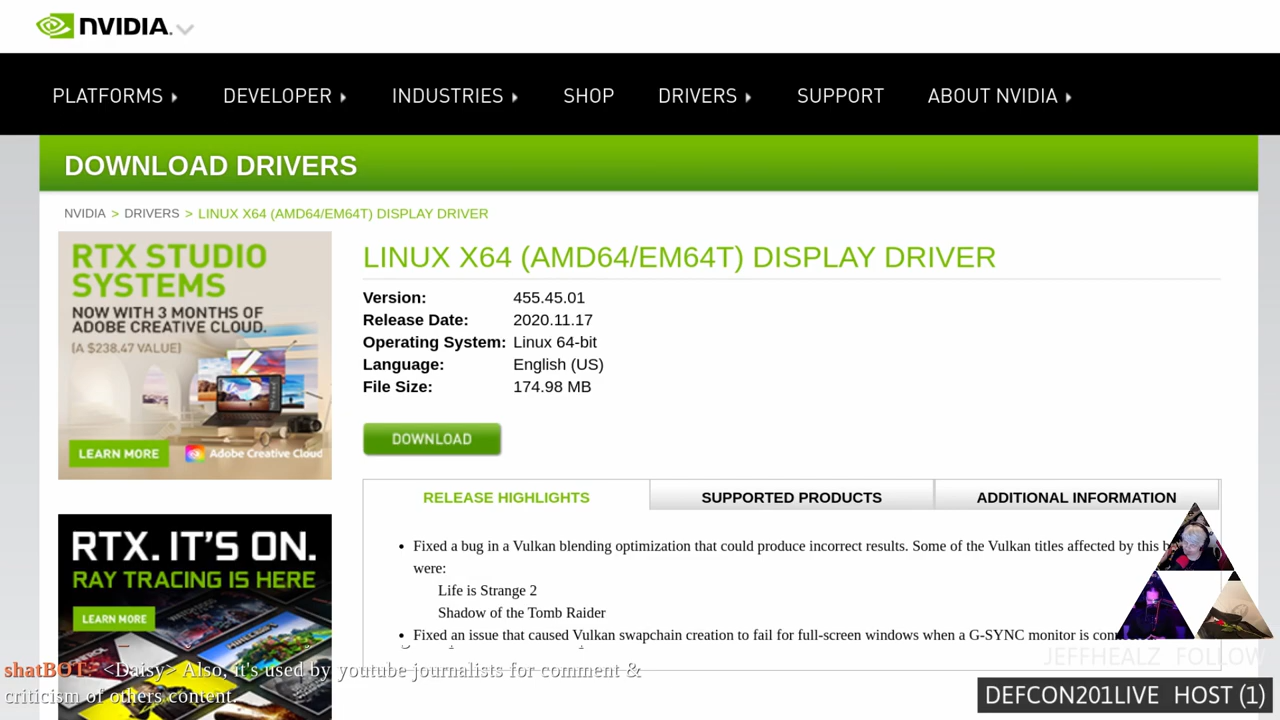 NVIDIA.
PLATFORMS DEVELOPER INDUSTRIES SHOP DRIVERS SUPPORT ABOUT NVIDIA
DOWNLOAD DRIVERS
NVIDIA > DRIVERS > LINUX X64 (AMD64/EM64T) DISPLAY DRIVER
RTX STUDIO
SYSTEMS
NOW WITH 3 MONTHS OF
ADOBE CREATIVE CLOUD.
(A $238.47 VALUE)
LEARN MORE
Adobe Creative Cloud
LINUX X64 (AMD64/EM64T) DISPLAY DRIVER
Version: 455.45.01
Release Date: 2020.11.17
Operating System: Linux 64-bit
Language: English (US)
File Size: 174.98 MB
DOWNLOAD
RELEASE HIGHLIGHTS SUPPORTED PRODUCTS ADDITIONAL INFORMATION
• Fixed a bug in a Vulkan blending optimization that could produce incorrect results. Some of the Vulkan titles affected by this
were:
Life is Strange 2
Shadow of the Tomb Raider
• Fixed an issue that caused Vulkan swapchain creation to fail for full-screen windows when a G-SYNC monitor is
RTX. IT'S ON.
RAY TRACING IS HERE
LEARN MORE
shatBOT: <Daisy> Also, it's used by youtube journalists for comment &
criticism of others content.
JEFFHEALZ FOLLOW
DEFCON201LIVE HOST (1)